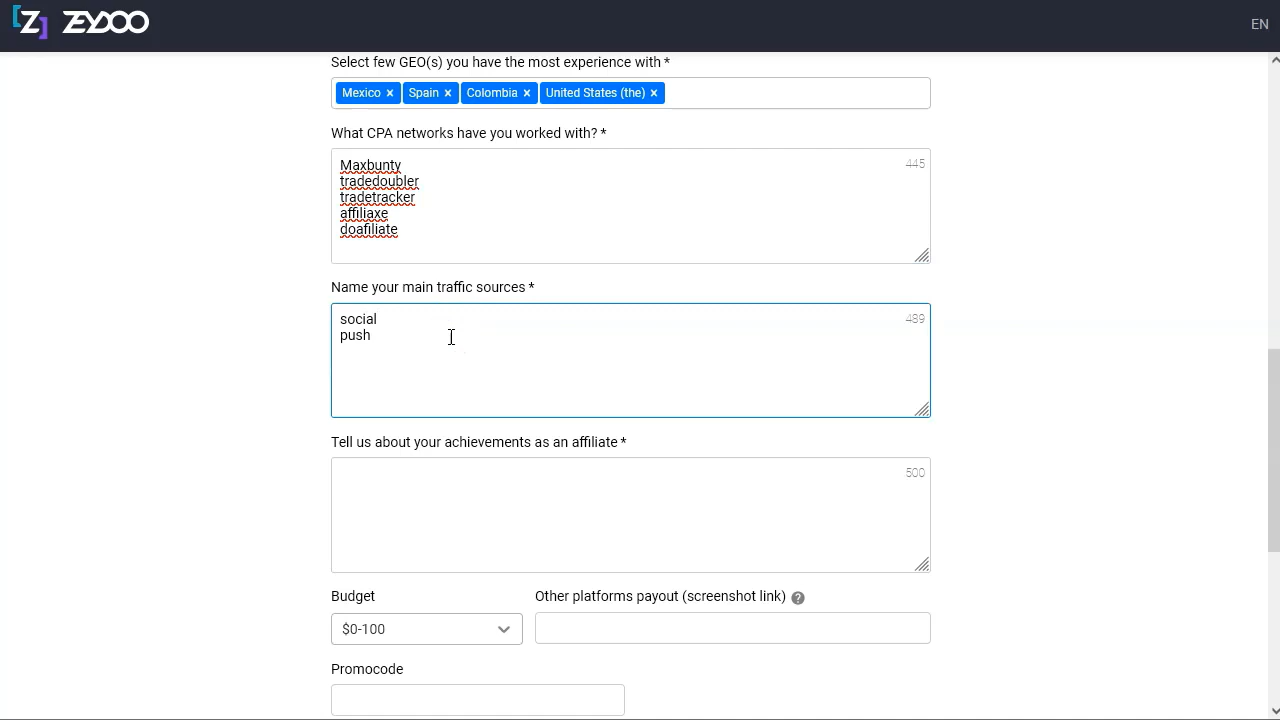 [Z] ZEYDOO
EN
Select few GEO(s) you have the most experience with *
Mexico × Spain × Colombia × United States (the) ×
What CPA networks have you worked with? *
Maxbunty
445
tradedoubler
tradetracker
affiliaxe
doafiliate
Name your main traffic sources *
social
489
push
Tell us about your achievements as an affiliate *
500
Budget
Other platforms payout (screenshot link) ?
$0-100
Promocode